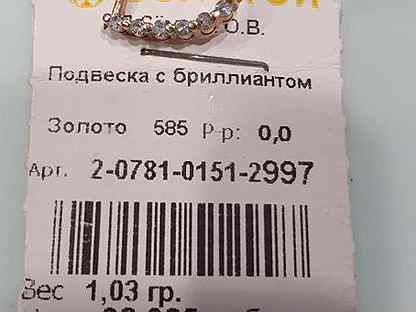 О.В.
Подвеска с бриллиантом
Золото 585 Р-р: 0,0
Арт. 2-0781-0151-2997
Вес 1,03 гр.